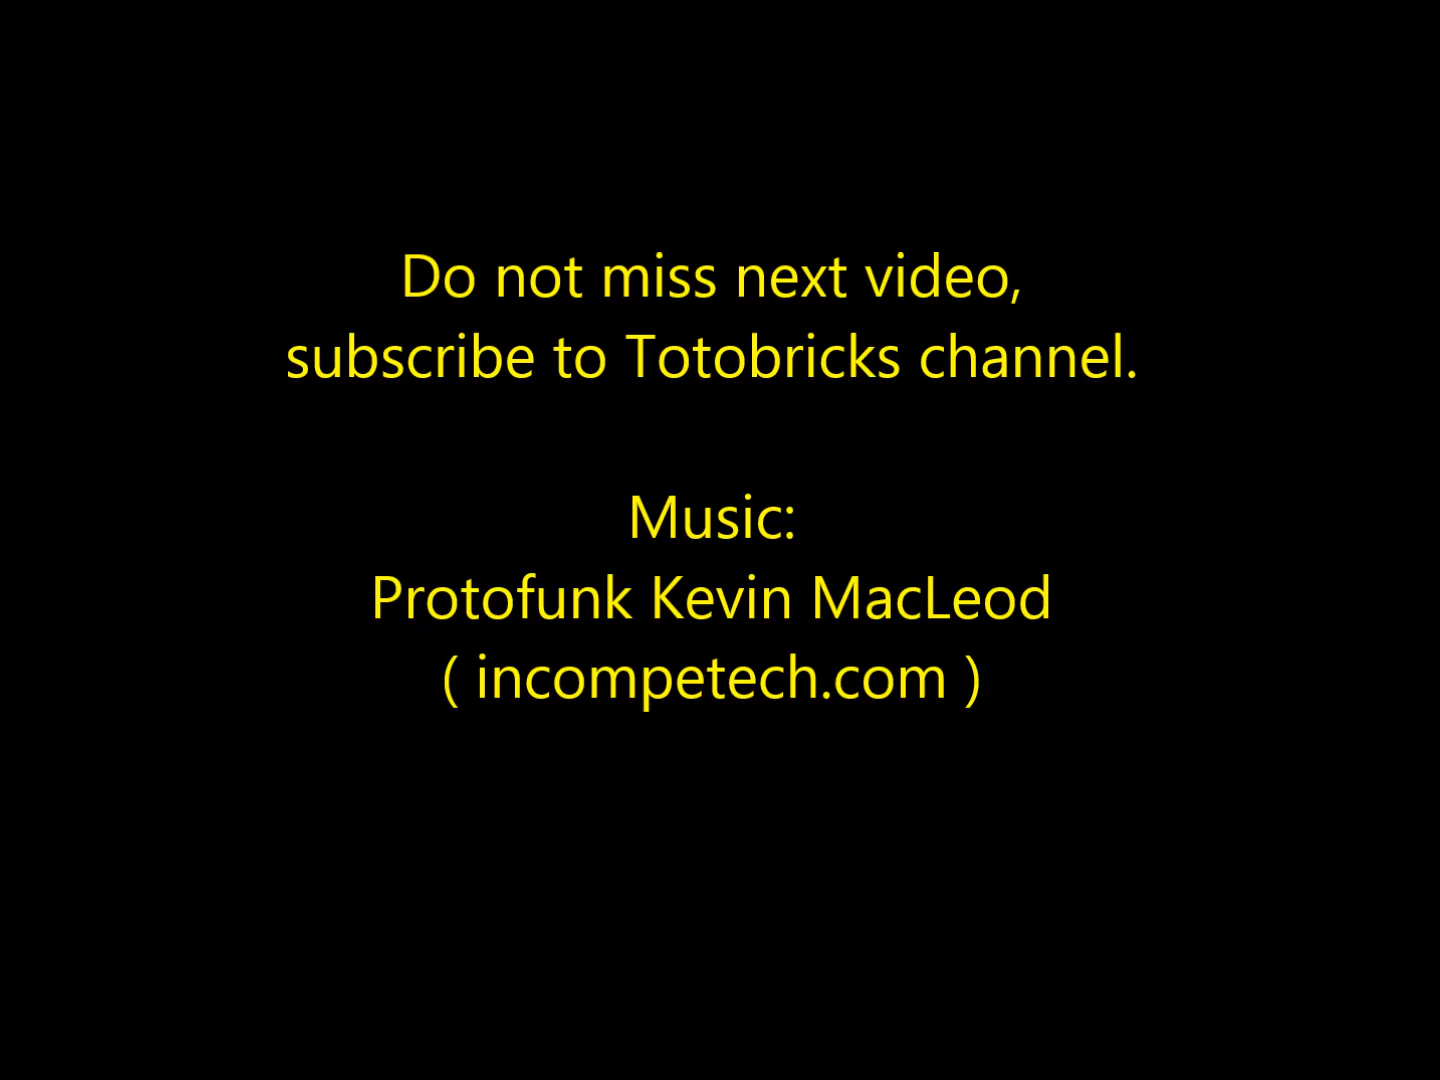 Do not miss next video,
subscribe to Totobricks channel.
Music:
Protofunk Kevin MacLeod
( incompetech.com )